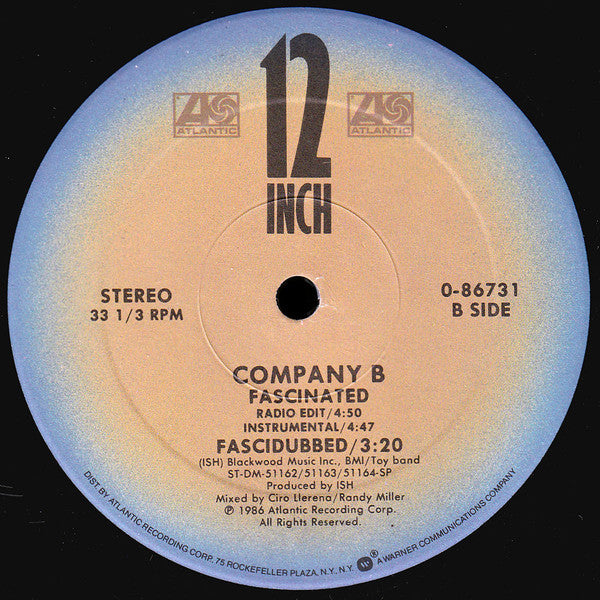 12
INCH
ATLANTIC
ATLANTIC
STEREO
33 1/3 RPM
0-86731
B SIDE
COMPANY B
FASCINATED
RADIO EDIT/4:50
INSTRUMENTAL/4:47
FASCIDUBBED/3:20
(ISH) Blackwood Music Inc., BMI/Toy band
ST-DM-51162/51163/51164-SP
Produced by ISH
Mixed by Ciro Llerena/Randy Miller
℗ 1986 Atlantic Recording Corp.
All Rights Reserved.
DIST BY ATLANTIC RECORDING CORP, 75 ROCKEFELLER PLAZA, N.Y., N.Y. ® A WARNER COMMUNICATIONS COMPANY